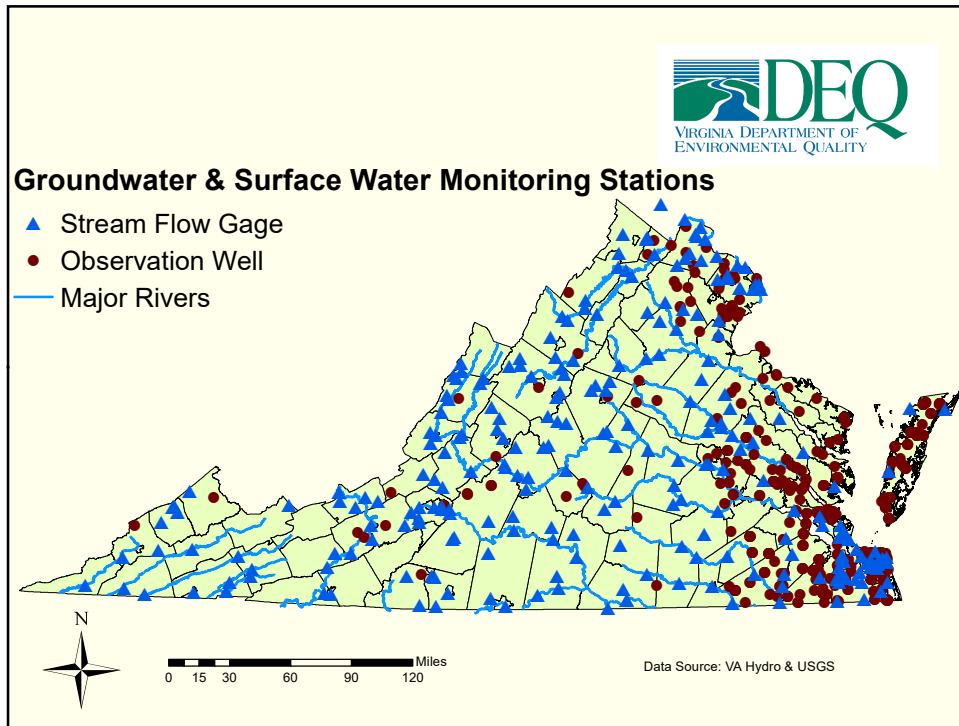 DEQ
VIRGINIA DEPARTMENT OF
ENVIRONMENTAL QUALITY
Groundwater & Surface Water Monitoring Stations
Stream Flow Gage
Observation Well
Major Rivers
N
Miles
0 15 30 60 90 120
Data Source: VA Hydro & USGS